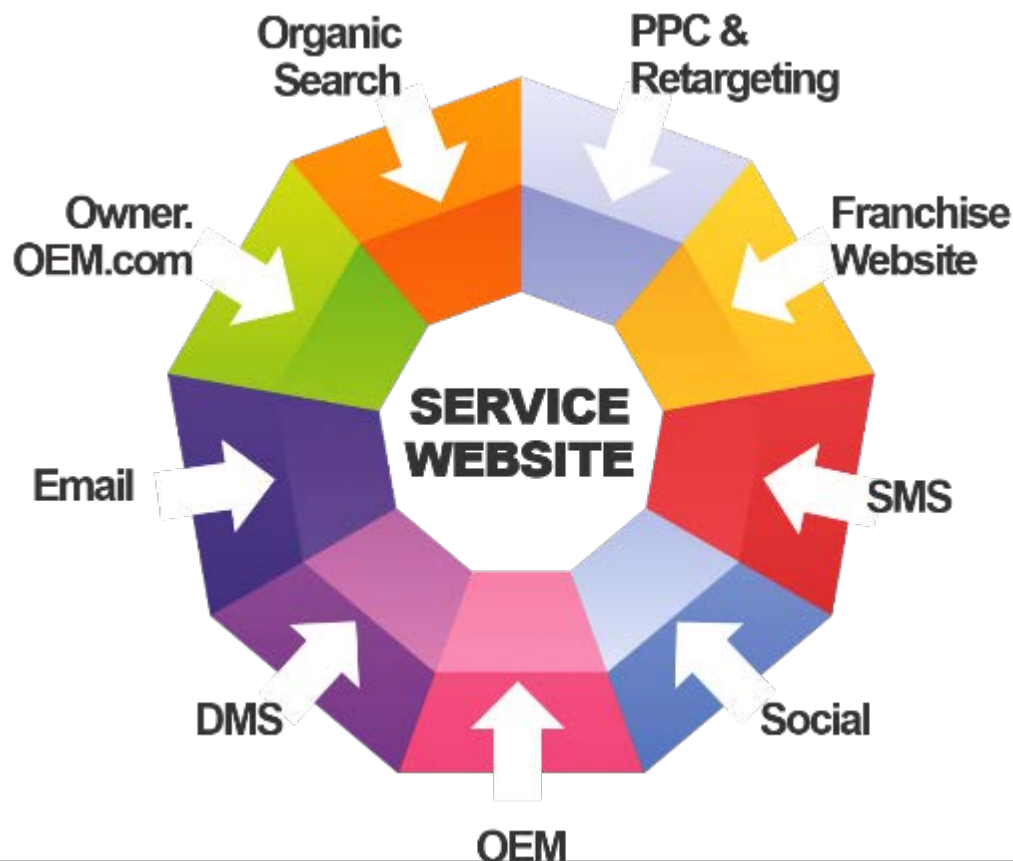 Organic
Search
PPC &
Retargeting
Owner.
OEM.com
Franchise
Website
SERVICE
WEBSITE
Email
SMS
DMS
Social
OEM